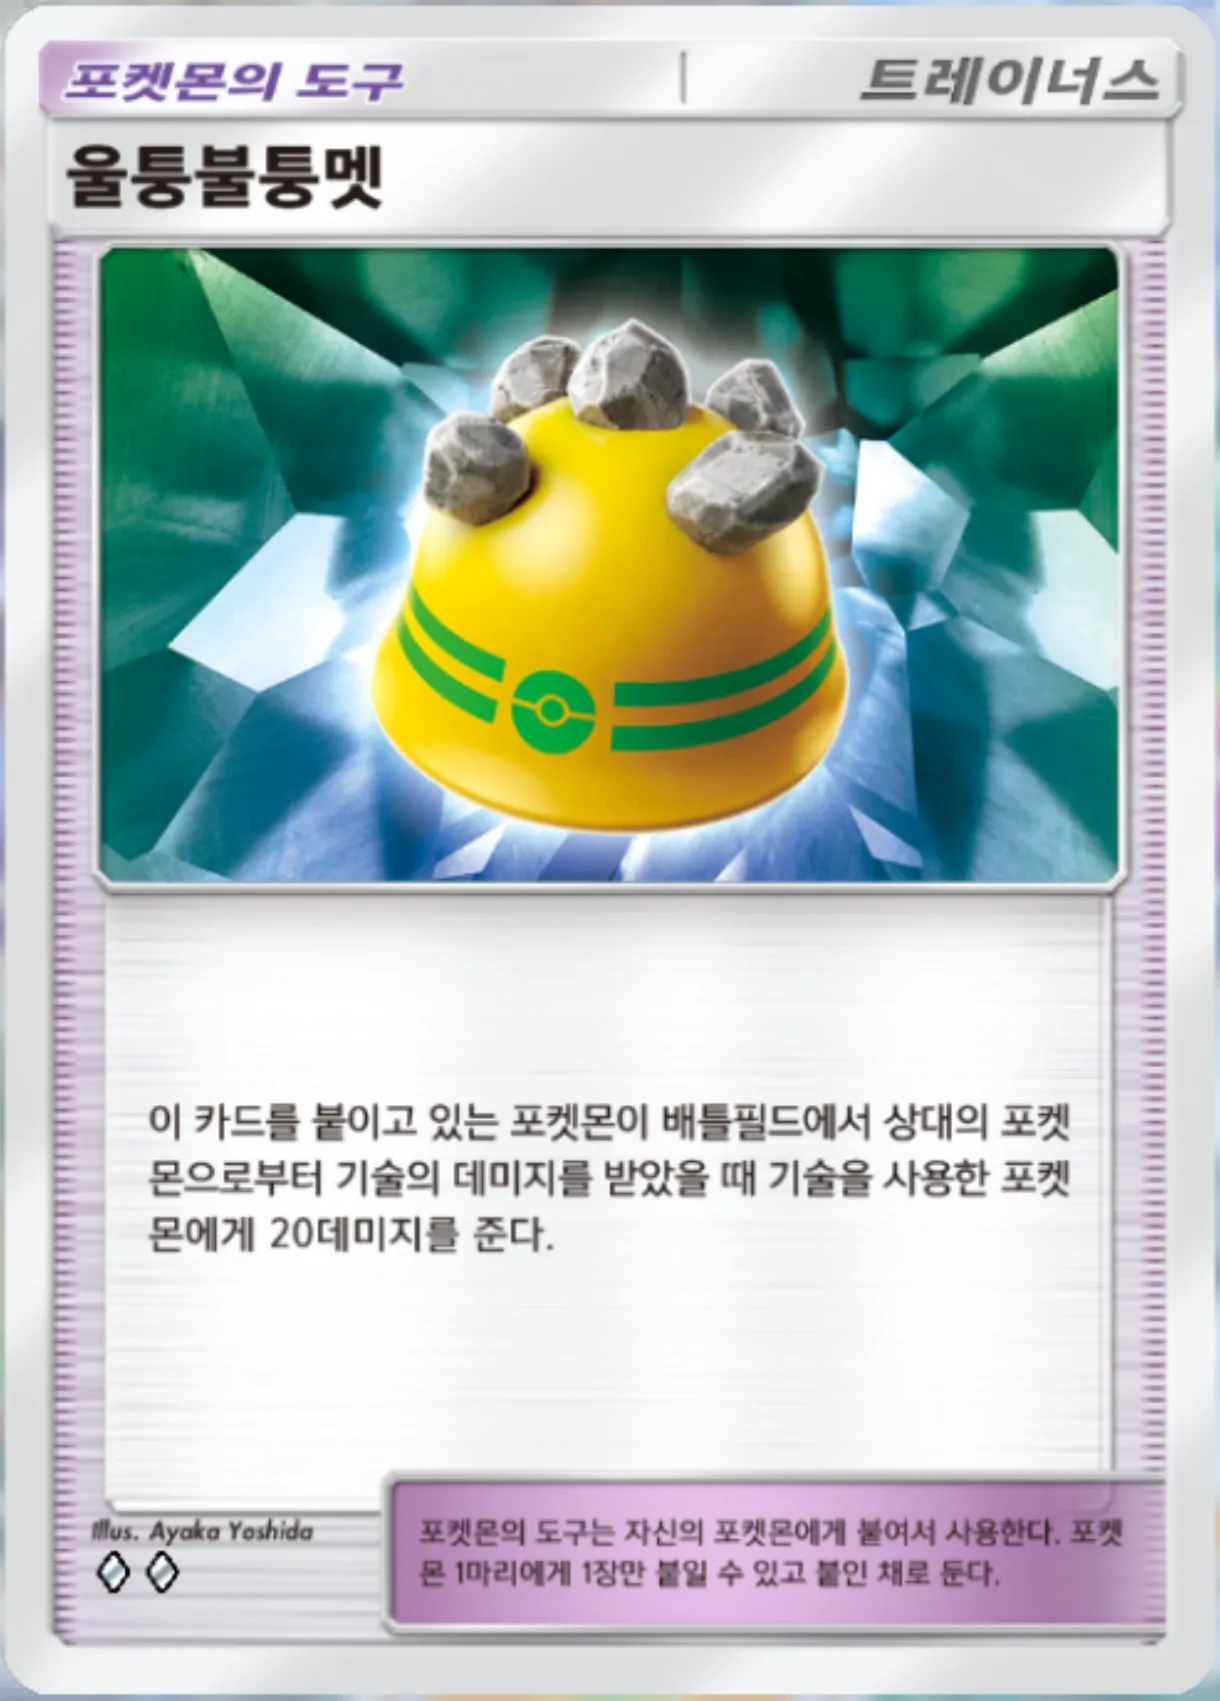 포켓몬의 도구
트레이너스
울퉁불퉁멧
이 카드를 붙이고 있는 포켓몬이 배틀필드에서 상대의 포켓
몬으로부터 기술의 데미지를 받았을 때 기술을 사용한 포켓
몬에게 20데미지를 준다.
Illus. Ayaka Yoshida
포켓몬의 도구는 자신의 포켓몬에게 붙여서 사용한다. 포켓
몬 1마리에게 1장만 붙일 수 있고 붙인 채로 둔다.